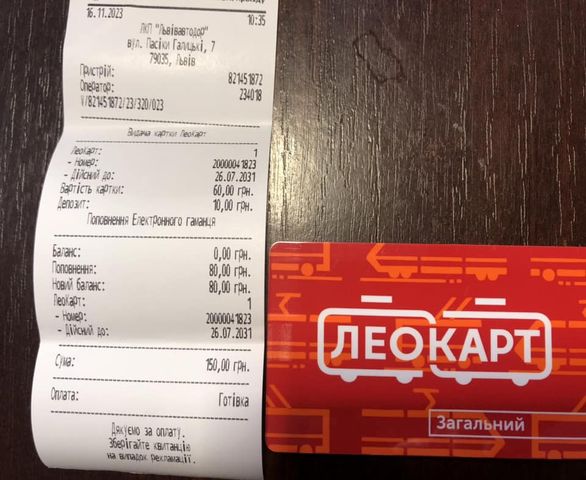 16.11.2023 10:35
ЛКП "Львівавтодор"
вул. Пасіки Галицькі, 7
79035, Львів
Пристрій: 821451872
Оператор: 234018
V/821451872/23/320/023
Видача картки ЛеоКарт
ЛеоКарт: 1
- Номер: 20000041823
- Дійсний до: 26.07.2031
Вартість картки: 60,00 грн.
Депозит: 10,00 грн.
Поповнення Електронного гаманця
Баланс: 0,00 грн.
Поповнення: 80,00 грн.
Новий баланс: 80,00 грн.
ЛеоКарт: 1
- Номер: 20000041823
- Дійсний до: 26.07.2031
Сума: 150,00 грн.
Оплата: Готівка
Дякуємо за оплату.
Зберігайте квитанцію
на випадок рекламації.
ЛЕОКАРТ
Загальний